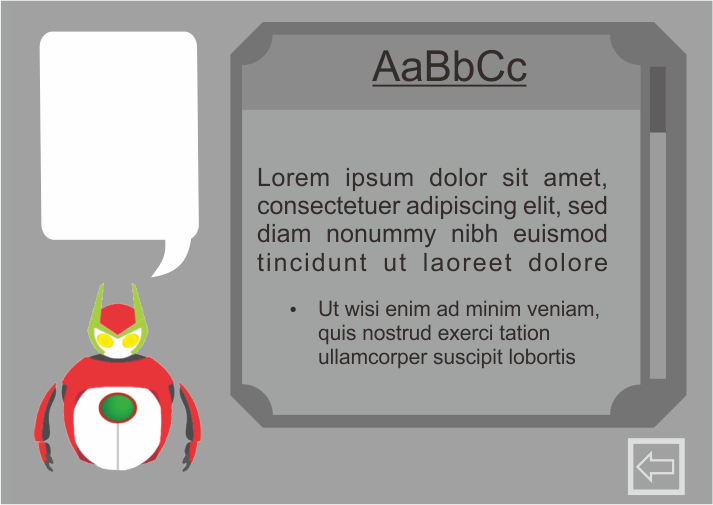 AaBbCc
Lorem ipsum dolor sit amet,
consectetuer adipiscing elit, sed
diam nonummy nibh euismod
tincidunt ut laoreet dolore
• Ut wisi enim ad minim veniam,
quis nostrud exerci tation
ullamcorper suscipit lobortis